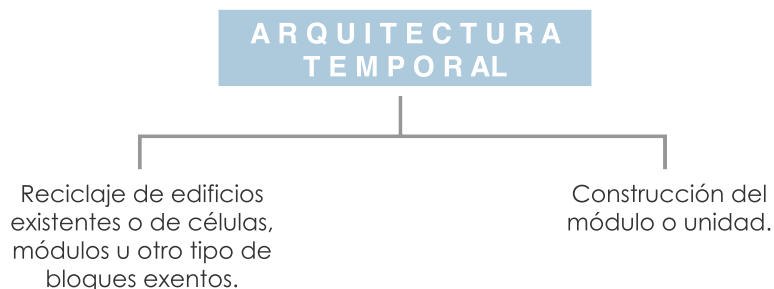 ARQUITECTURA
TEMPORAL
Reciclaje de edificios
existentes o de células,
módulos u otro tipo de
bloques exentos.
Construcción del
módulo o unidad.